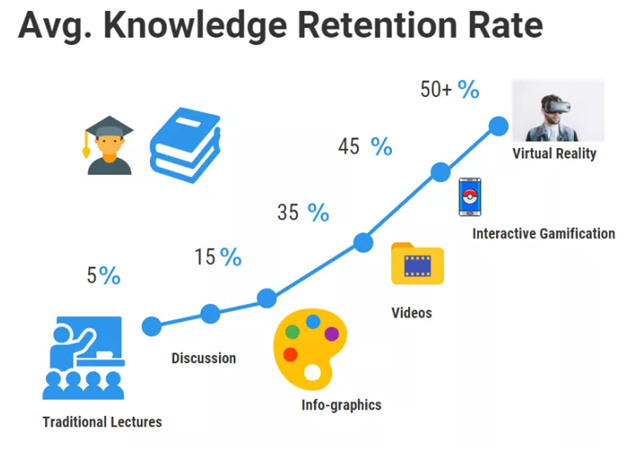 Avg. Knowledge Retention Rate
50+ %
Virtual Reality
45 %
Interactive Gamification
35 %
Videos
15 %
Info-graphics
5%
Discussion
Traditional Lectures